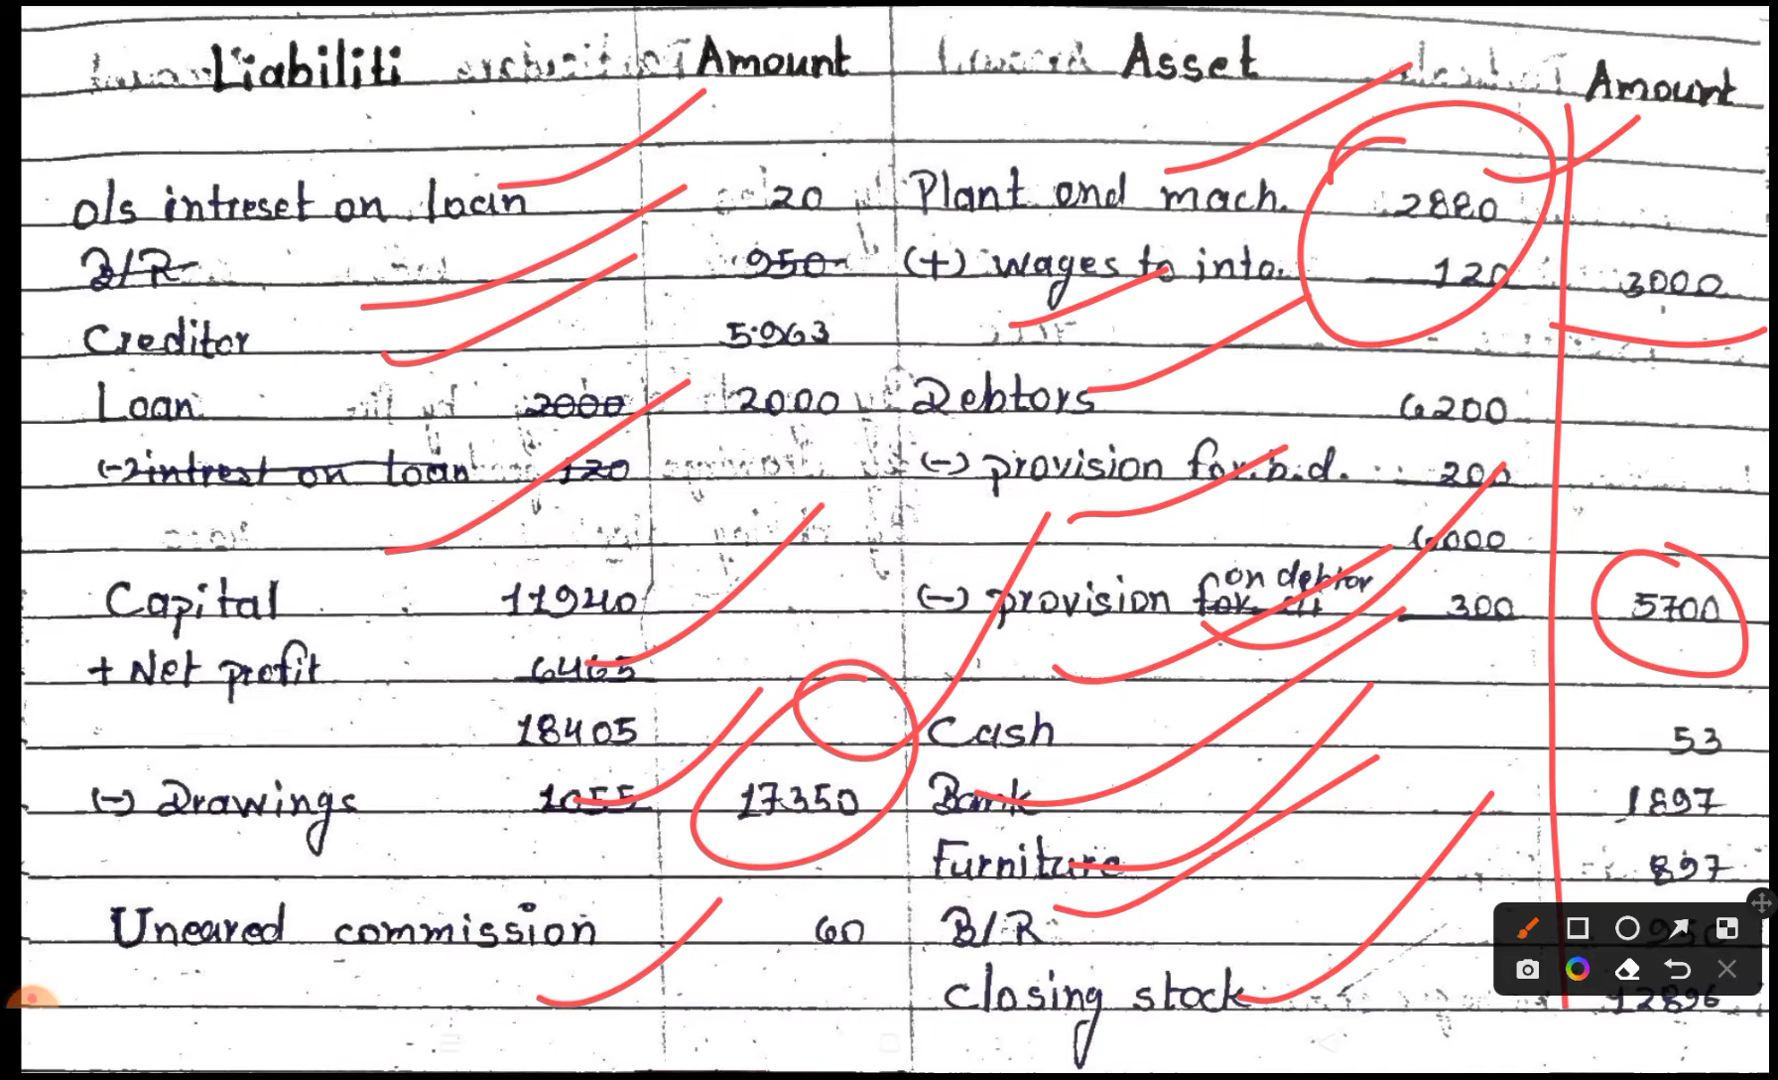 Liabiliti Amount Asset Amount
o/s intreset on loan 20 Plant and mach. 2880
B/R 950 (+) wages to into. 120 3000
Creditor 5963
Loan 2000 2000 Debtors 6200
(-) intrest on loan 120 (-) provision for b.d. 200
6000
Capital 11940 (-) provision for on debtor 300 5700
+ Net profit 6465
18405 Cash 53
(-) Drawings 1055 17350 Bank 1897
Furniture 897
Uneared commission 60 B/R 950
closing stock 12896